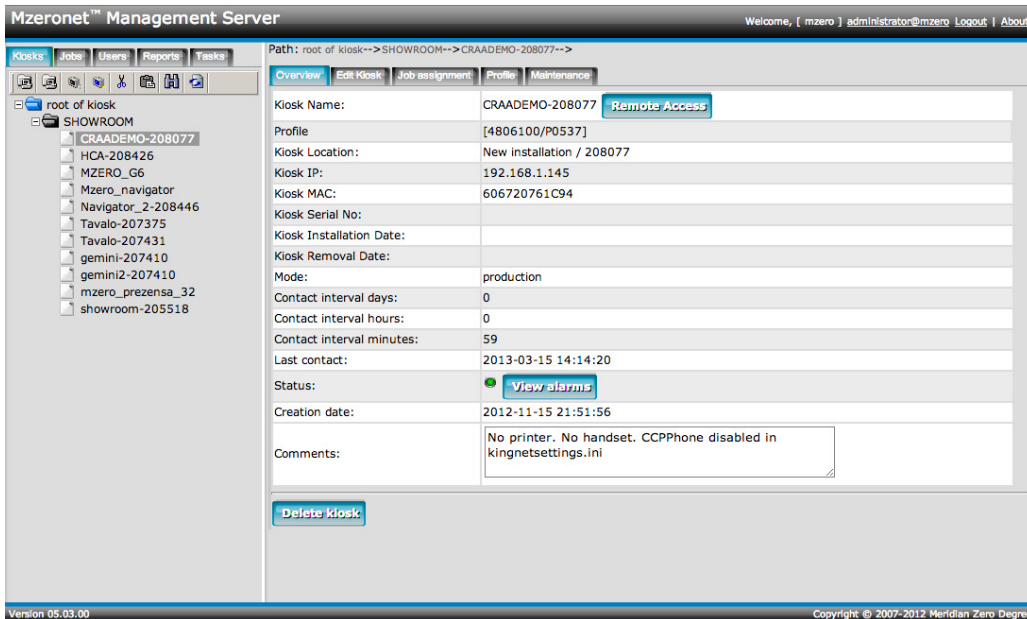 Mzeronet™ Management Server
Welcome, [ mzero ] administrator@mzero Logout | About
Kiosks Jobs Users Reports Tasks
Path: root of kiosk-->SHOWROOM-->CRAADEMO-208077-->
Overview Edit Kiosk Job assignment Profile Maintenance
root of kiosk
SHOWROOM
CRAADEMO-208077
HCA-208426
MZERO_G6
Mzero_navigator
Navigator_2-208446
Tavalo-207375
Tavalo-207431
gemini-207410
gemini2-207410
mzero_prezensa_32
showroom-205518
Kiosk Name: CRAADEMO-208077 Remote Access
Profile [4806100/P0537]
Kiosk Location: New installation / 208077
Kiosk IP: 192.168.1.145
Kiosk MAC: 606720761C94
Kiosk Serial No:
Kiosk Installation Date:
Kiosk Removal Date:
Mode: production
Contact interval days: 0
Contact interval hours: 0
Contact interval minutes: 59
Last contact: 2013-03-15 14:14:20
Status: View alarms
Creation date: 2012-11-15 21:51:56
Comments: No printer. No handset. CCPPhone disabled in
kingnetsettings.ini
Delete kiosk
Version 05.03.00
Copyright © 2007-2012 Meridian Zero Degre